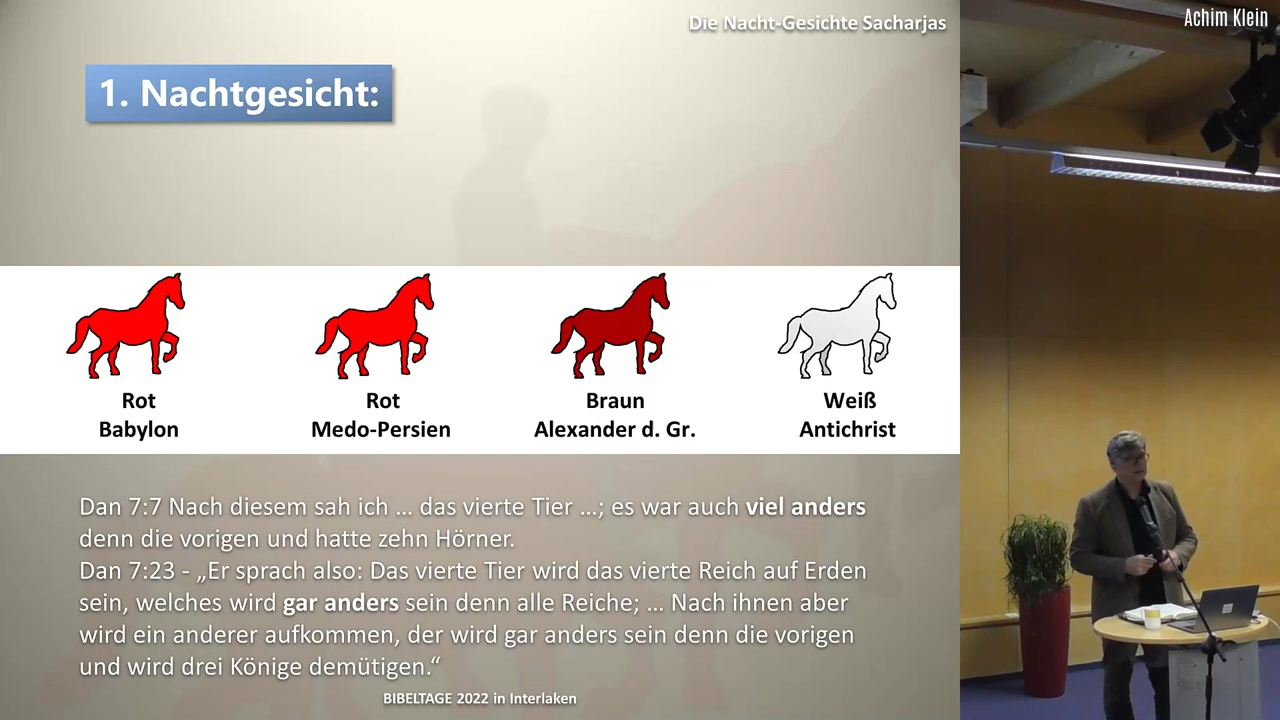 Die Nacht-Gesichte Sacharjas
Achim Klein
1. Nachtgesicht:
Rot
Babylon
Rot
Medo-Persien
Braun
Alexander d. Gr.
Weiß
Antichrist
Dan 7:7 Nach diesem sah ich ... das vierte Tier ...; es war auch viel anders
denn die vorigen und hatte zehn Hörner.
Dan 7:23 - „Er sprach also: Das vierte Tier wird das vierte Reich auf Erden
sein, welches wird gar anders sein denn alle Reiche; ... Nach ihnen aber
wird ein anderer aufkommen, der wird gar anders sein denn die vorigen
und wird drei Könige demütigen.“
BIBELTAGE 2022 in Interlaken